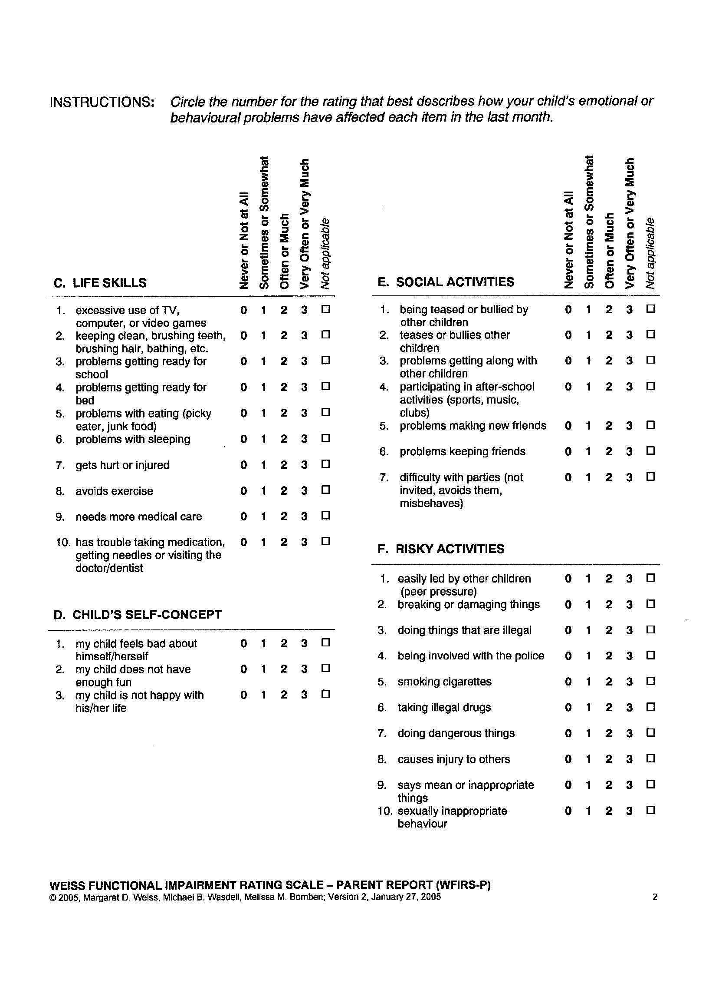 INSTRUCTIONS: Circle the number for the rating that best describes how your child's emotional or
behavioural problems have affected each item in the last month.
C. LIFE SKILLS
Never or Not at All
Sometimes or Somewhat
Often or Much
Very Often or Very Much
Not applicable
1. excessive use of TV, 0 1 2 3 ☐
computer, or video games
2. keeping clean, brushing teeth, 0 1 2 3 ☐
brushing hair, bathing, etc.
3. problems getting ready for 0 1 2 3 ☐
school
4. problems getting ready for 0 1 2 3 ☐
bed
5. problems with eating (picky 0 1 2 3 ☐
eater, junk food)
6. problems with sleeping 0 1 2 3 ☐
7. gets hurt or injured 0 1 2 3 ☐
8. avoids exercise 0 1 2 3 ☐
9. needs more medical care 0 1 2 3 ☐
10. has trouble taking medication, 0 1 2 3 ☐
getting needles or visiting the
doctor/dentist
D. CHILD'S SELF-CONCEPT
1. my child feels bad about 0 1 2 3 ☐
himself/herself
2. my child does not have 0 1 2 3 ☐
enough fun
3. my child is not happy with 0 1 2 3 ☐
his/her life
E. SOCIAL ACTIVITIES
Never or Not at All
Sometimes or Somewhat
Often or Much
Very Often or Very Much
Not applicable
1. being teased or bullied by 0 1 2 3 ☐
other children
2. teases or bullies other 0 1 2 3 ☐
children
3. problems getting along with 0 1 2 3 ☐
other children
4. participating in after-school 0 1 2 3 ☐
activities (sports, music,
clubs)
5. problems making new friends 0 1 2 3 ☐
6. problems keeping friends 0 1 2 3 ☐
7. difficulty with parties (not 0 1 2 3 ☐
invited, avoids them,
misbehaves)
F. RISKY ACTIVITIES
1. easily led by other children 0 1 2 3 ☐
(peer pressure)
2. breaking or damaging things 0 1 2 3 ☐
3. doing things that are illegal 0 1 2 3 ☐
4. being involved with the police 0 1 2 3 ☐
5. smoking cigarettes 0 1 2 3 ☐
6. taking illegal drugs 0 1 2 3 ☐
7. doing dangerous things 0 1 2 3 ☐
8. causes injury to others 0 1 2 3 ☐
9. says mean or inappropriate 0 1 2 3 ☐
things
10. sexually inappropriate 0 1 2 3 ☐
behaviour
WEISS FUNCTIONAL IMPAIRMENT RATING SCALE – PARENT REPORT (WFIRS-P)
© 2005, Margaret D. Weiss, Michael B. Wasdell, Melissa M. Bomben; Version 2, January 27, 2005 2